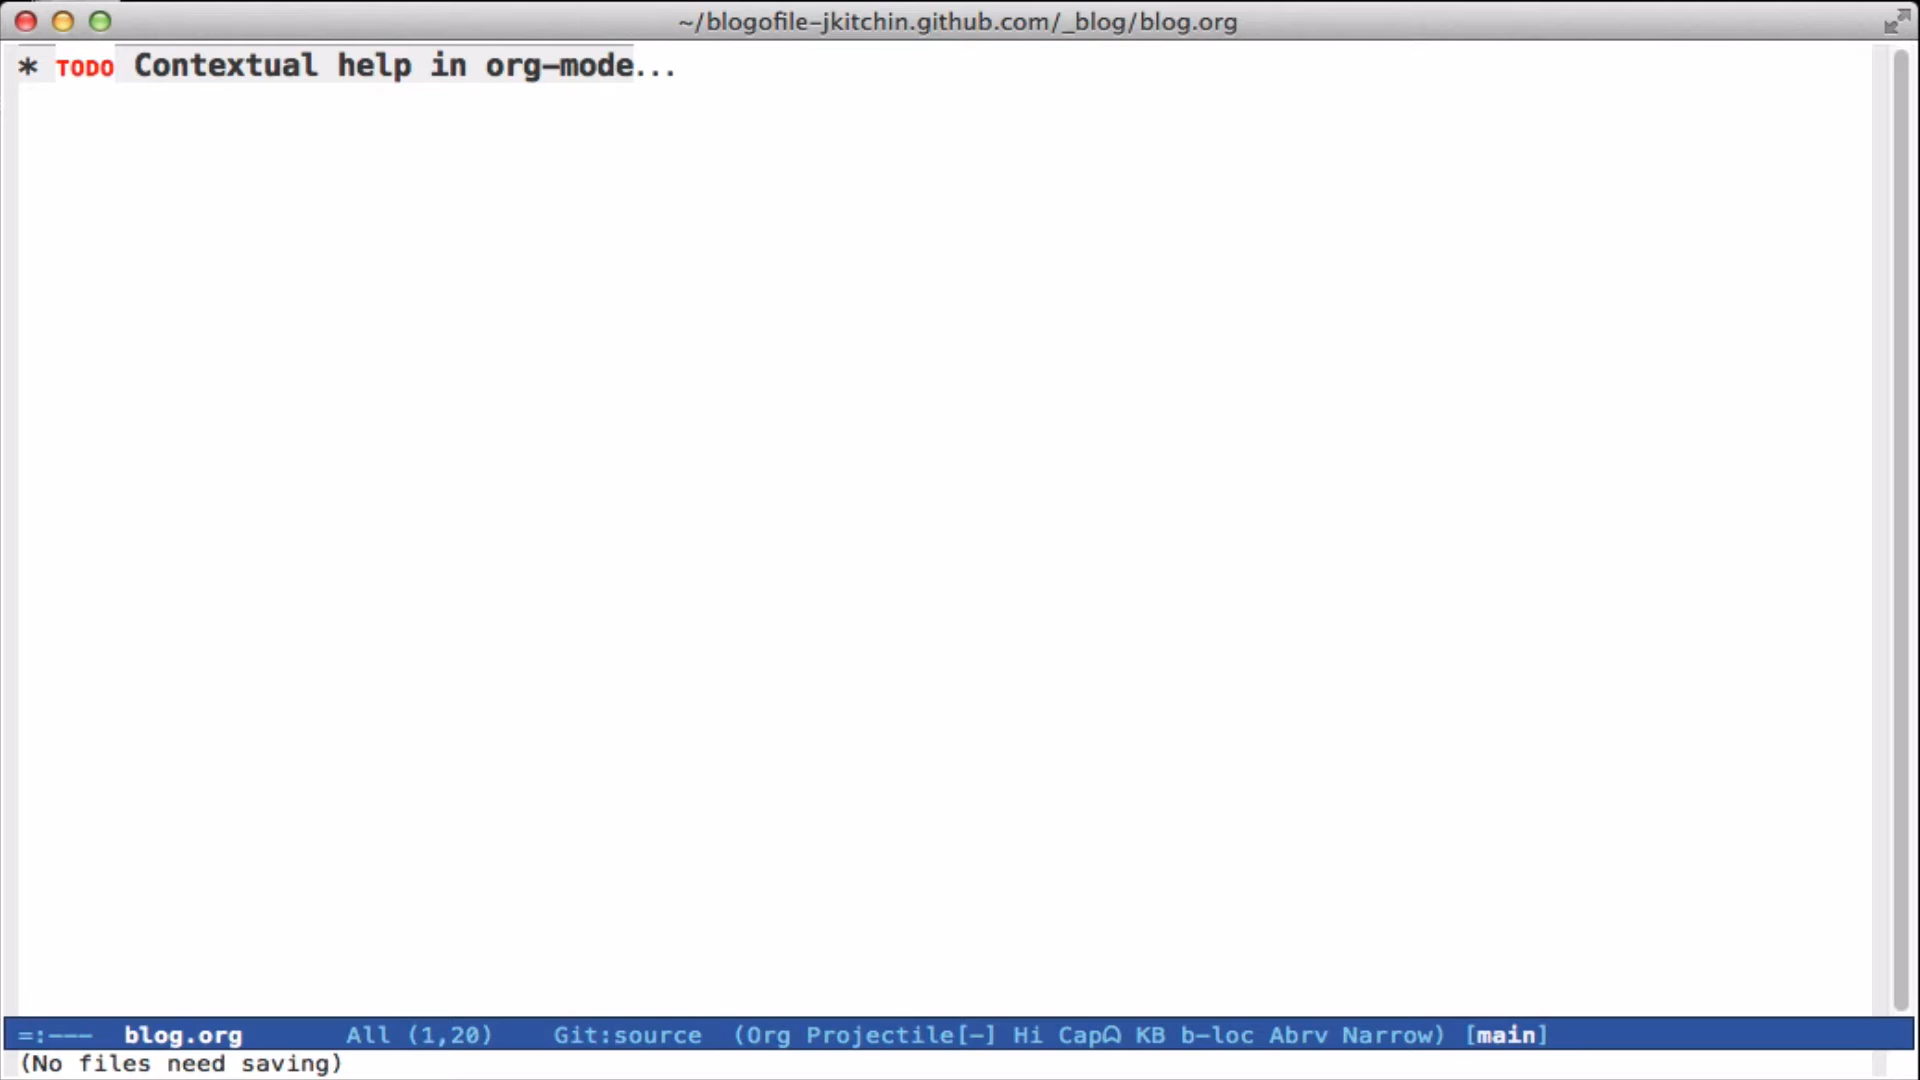 ~/blogofile-jkitchin.github.com/_blog/blog.org
* TODO Contextual help in org-mode...
=:--- blog.org All (1,20) Git:source (Org Projectile[-] Hi Capᗝ KB b-loc Abrv Narrow) [main]
(No files need saving)